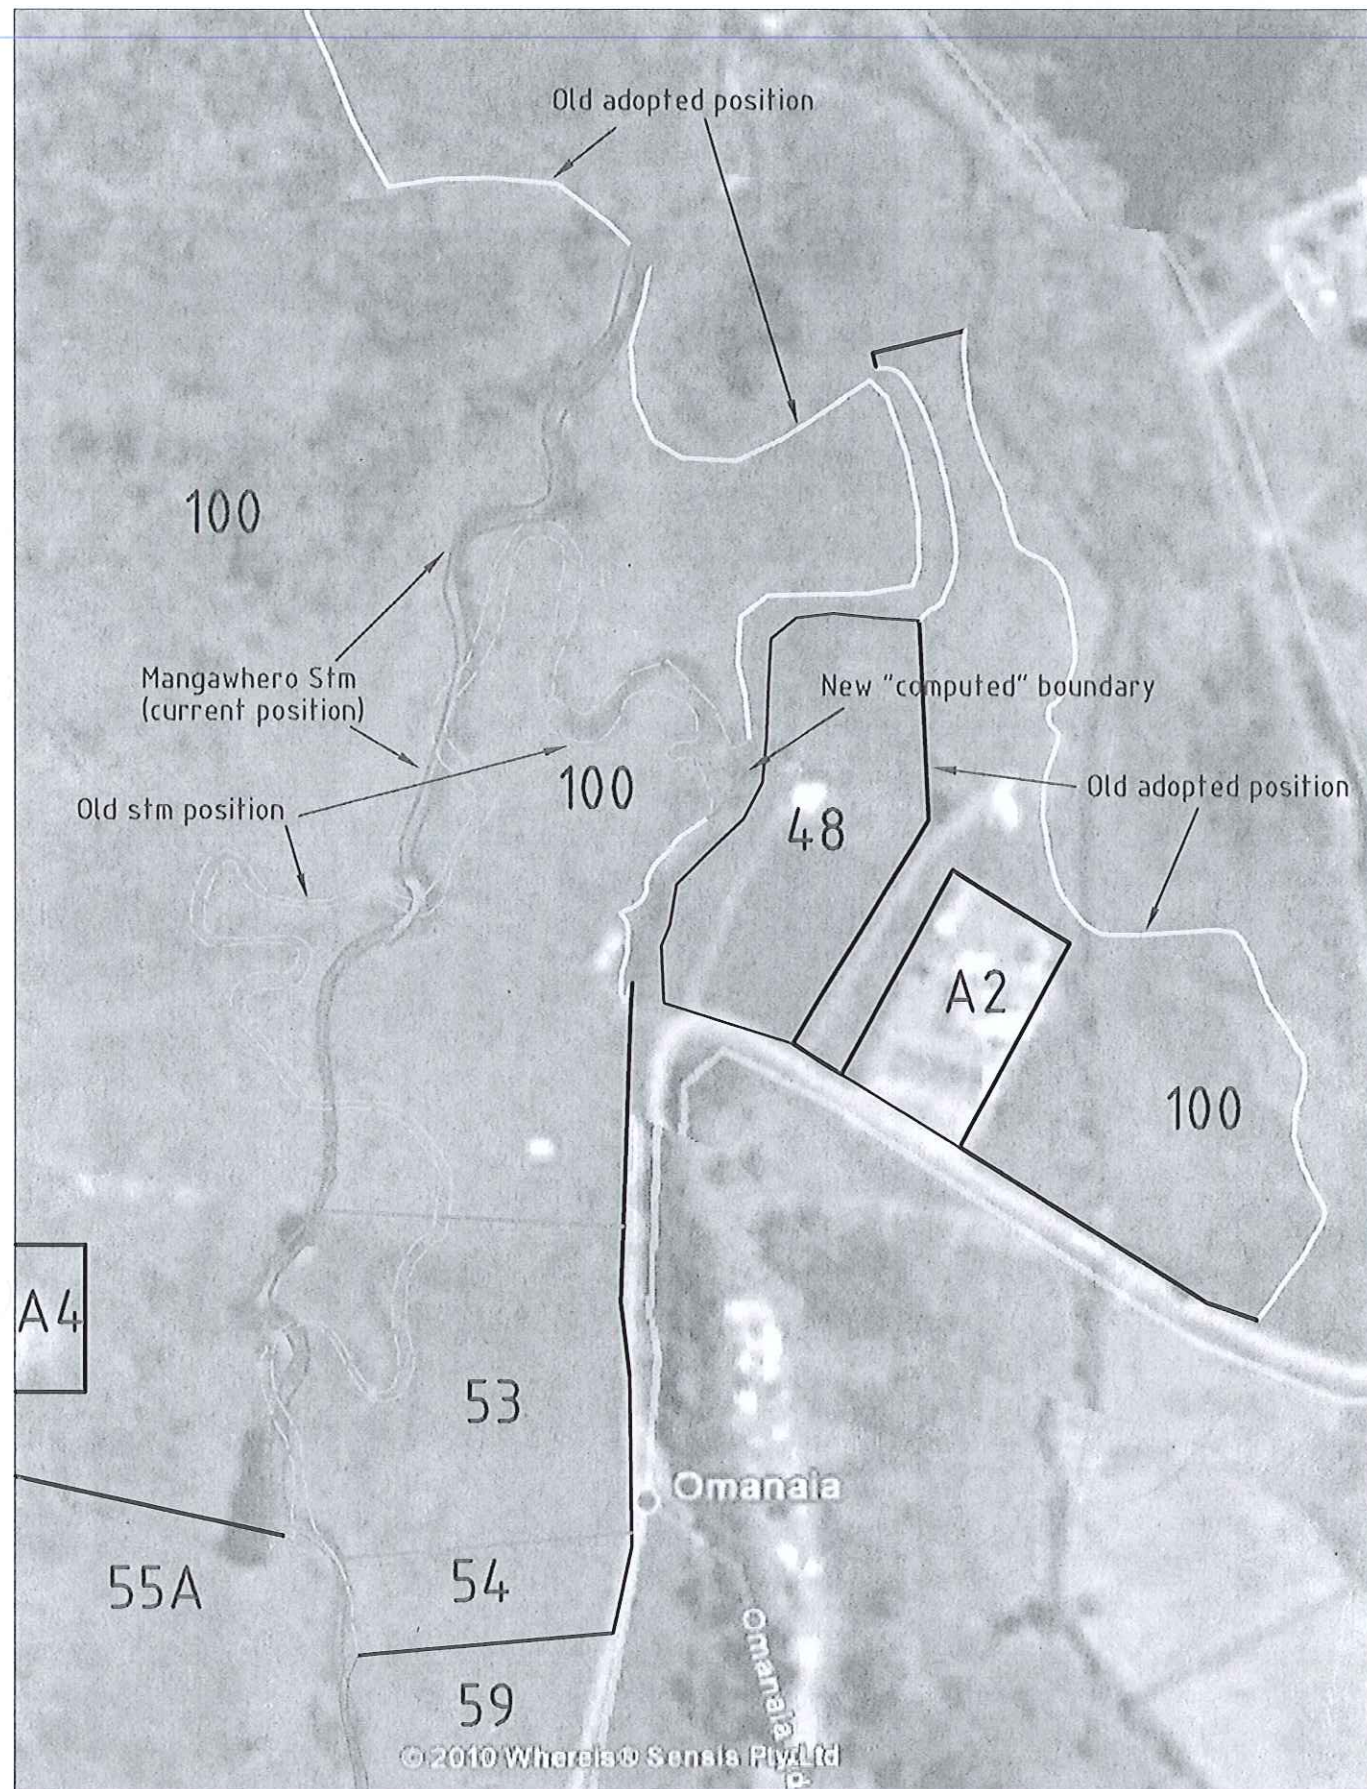 Old adopted position
100
Mangawhero Stm
(current position)
New "computed" boundary
Old stm position
100
48
Old adopted position
A2
100
A4
53
Omanaia
55A
54
Omanaia
59
© 2010 Whereis® Sensis Pty Ltd